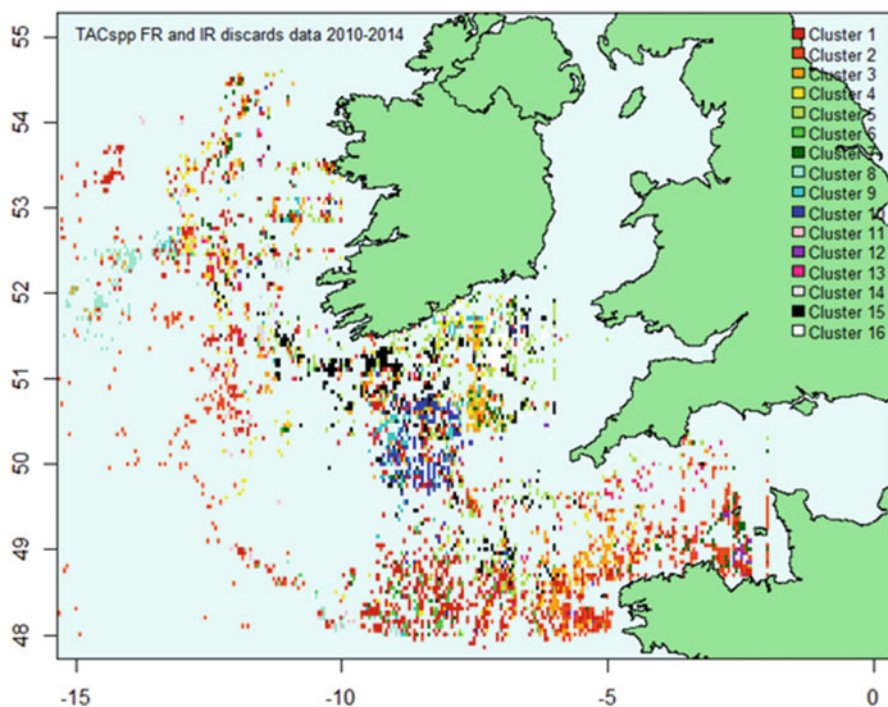 TACspp FR and IR discards data 2010-2014
Cluster 1
Cluster 2
Cluster 3
Cluster 4
Cluster 5
Cluster 6
Cluster 7
Cluster 8
Cluster 9
Cluster 10
Cluster 11
Cluster 12
Cluster 13
Cluster 14
Cluster 15
Cluster 16
55
54
53
52
51
50
49
48
-15
-10
-5
0